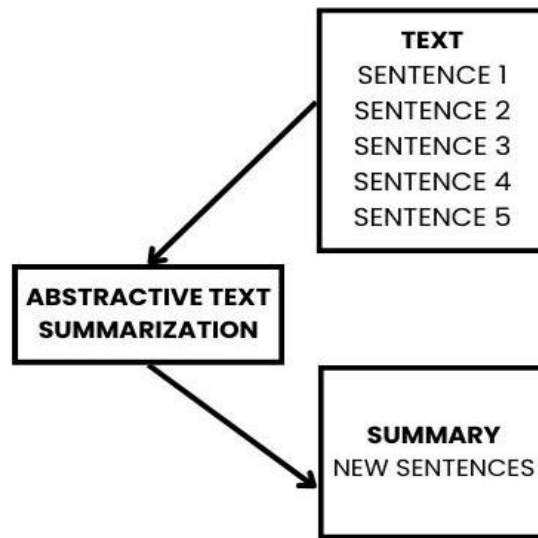 TEXT
SENTENCE 1
SENTENCE 2
SENTENCE 3
SENTENCE 4
SENTENCE 5
ABSTRACTIVE TEXT
SUMMARIZATION
SUMMARY
NEW SENTENCES